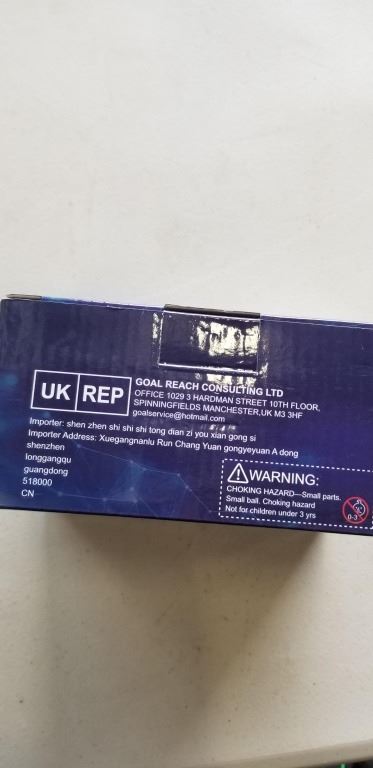 UK REP
GOAL REACH CONSULTING LTD
OFFICE 1029 3 HARDMAN STREET 10TH FLOOR,
SPINNINGFIELDS MANCHESTER,UK M3 3HF
goalservice@hotmail.com
Importer: shen zhen shi shi shi tong dian zi you xian gong si
Importer Address: Xuegangnanlu Run Chang Yuan gongyeyuan A dong
shenzhen
longgangqu
guangdong
518000
CN
WARNING:
CHOKING HAZARD—Small parts.
Small ball. Choking hazard
Not for children under 3 yrs
0-3